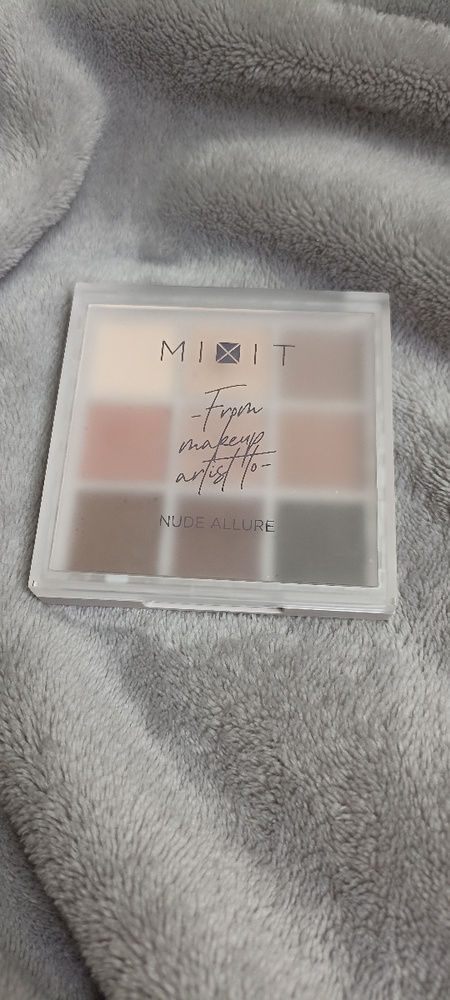 MIXIT
-From
makeup
artist to-
NUDE ALLURE